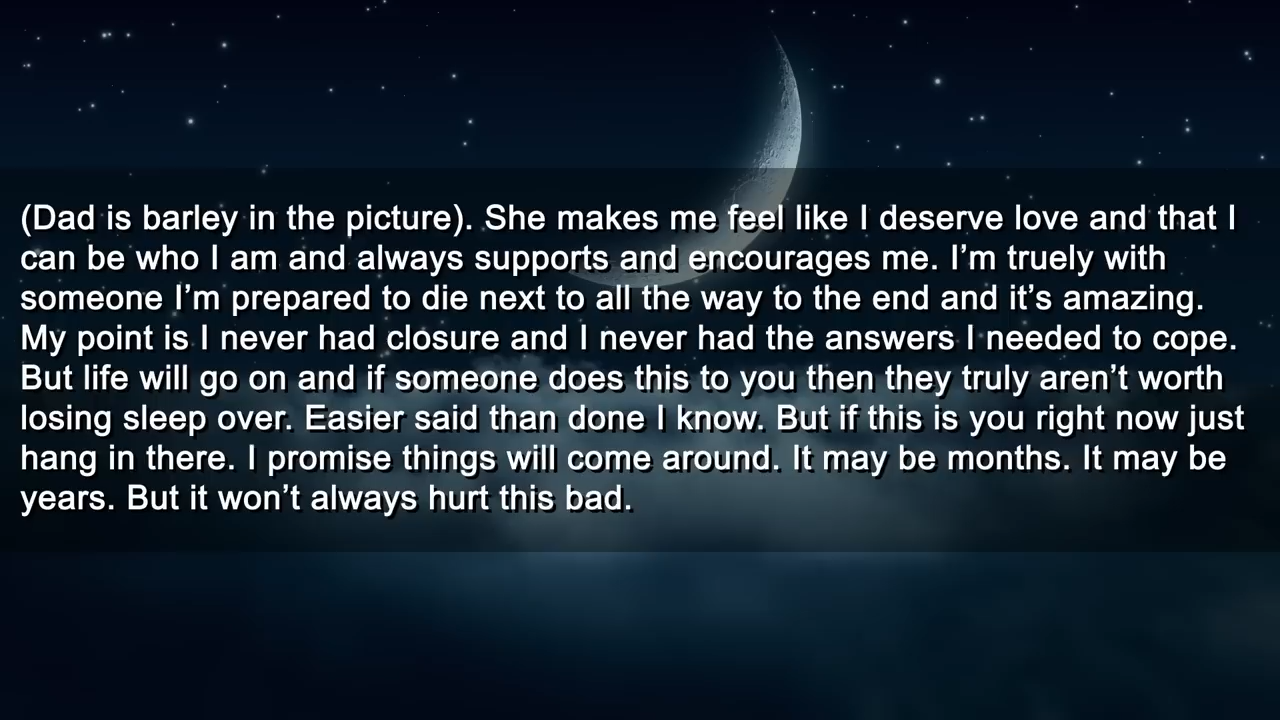 (Dad is barley in the picture). She makes me feel like I deserve love and that I
can be who I am and always supports and encourages me. I’m truely with
someone I’m prepared to die next to all the way to the end and it’s amazing.
My point is I never had closure and I never had the answers I needed to cope.
But life will go on and if someone does this to you then they truly aren’t worth
losing sleep over. Easier said than done I know. But if this is you right now just
hang in there. I promise things will come around. It may be months. It may be
years. But it won’t always hurt this bad.